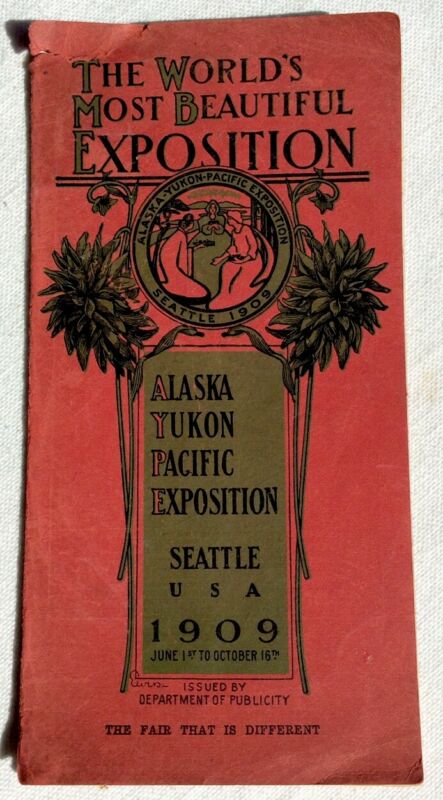 THE WORLD'S
MOST BEAUTIFUL
EXPOSITION
ALASKA-YUKON-PACIFIC EXPOSITION
SEATTLE 1909
ALASKA
YUKON
PACIFIC
EXPOSITION
SEATTLE
USA
1909
JUNE 1ST TO OCTOBER 16TH
ISSUED BY
DEPARTMENT OF PUBLICITY
THE FAIR THAT IS DIFFERENT